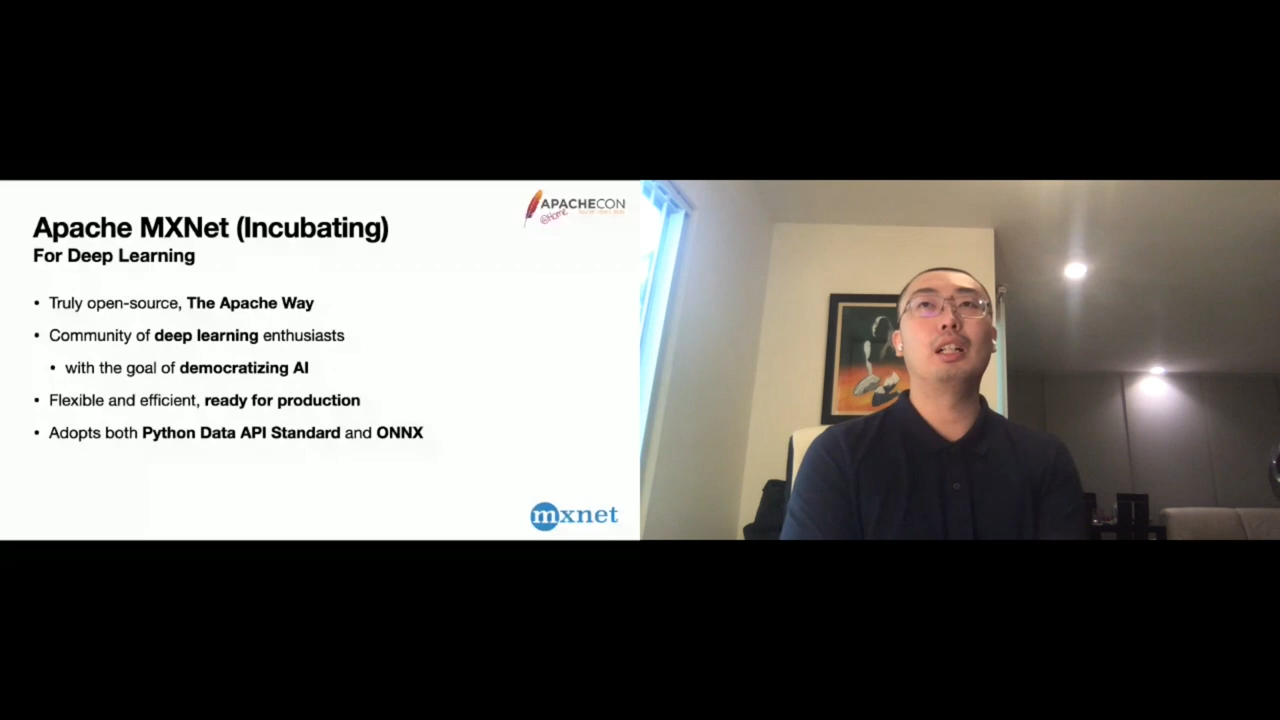 APACHECON
@Home
Apache MXNet (Incubating)
For Deep Learning
• Truly open-source, The Apache Way
• Community of deep learning enthusiasts
• with the goal of democratizing AI
• Flexible and efficient, ready for production
• Adopts both Python Data API Standard and ONNX
mxnet